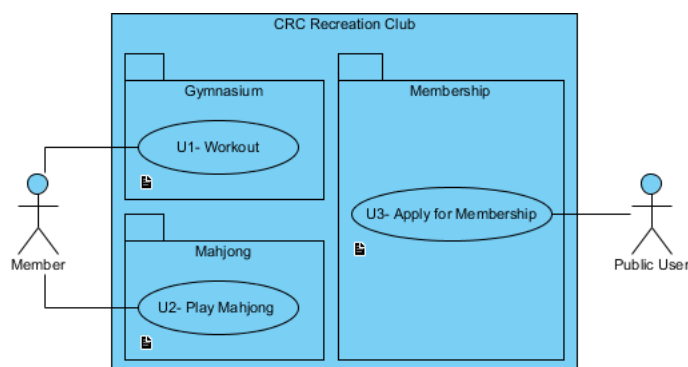 CRC Recreation Club
Gymnasium
U1- Workout
Membership
U3- Apply for Membership
Mahjong
U2- Play Mahjong
Member
Public User